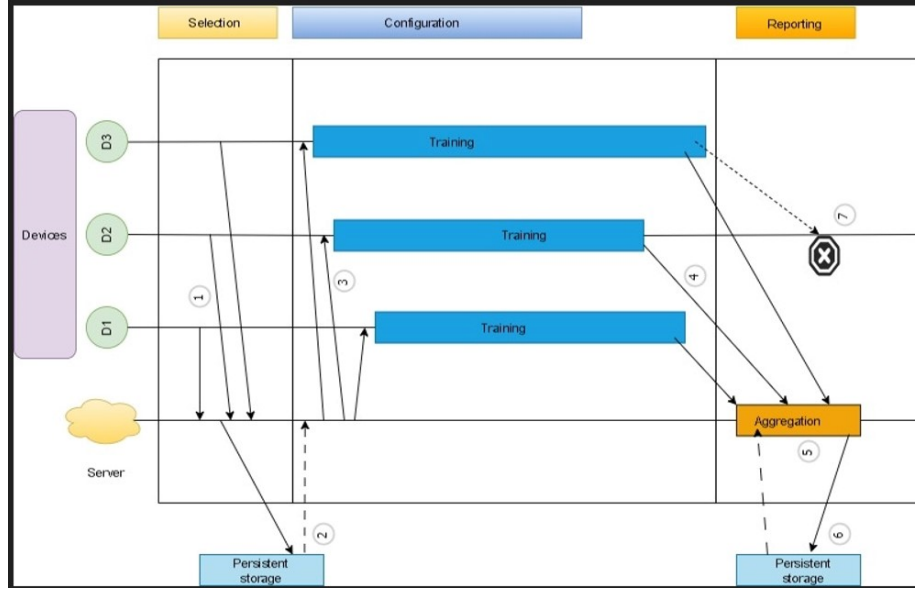 Selection
Configuration
Reporting
D3
Training
7
Devices
D2
Training
3
4
1
D1
Training
Aggregation
5
Server
2
6
Persistent
storage
Persistent
storage